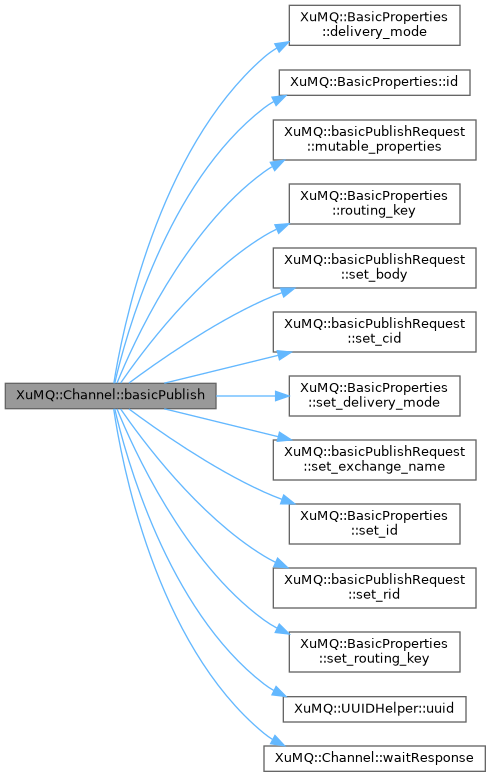 XuMQ::BasicProperties
::delivery_mode
XuMQ::BasicProperties::id
XuMQ::basicPublishRequest
::mutable_properties
XuMQ::BasicProperties
::routing_key
XuMQ::basicPublishRequest
::set_body
XuMQ::basicPublishRequest
::set_cid
XuMQ::Channel::basicPublish
XuMQ::BasicProperties
::set_delivery_mode
XuMQ::basicPublishRequest
::set_exchange_name
XuMQ::BasicProperties
::set_id
XuMQ::basicPublishRequest
::set_rid
XuMQ::BasicProperties
::set_routing_key
XuMQ::UUIDHelper::uuid
XuMQ::Channel::waitResponse